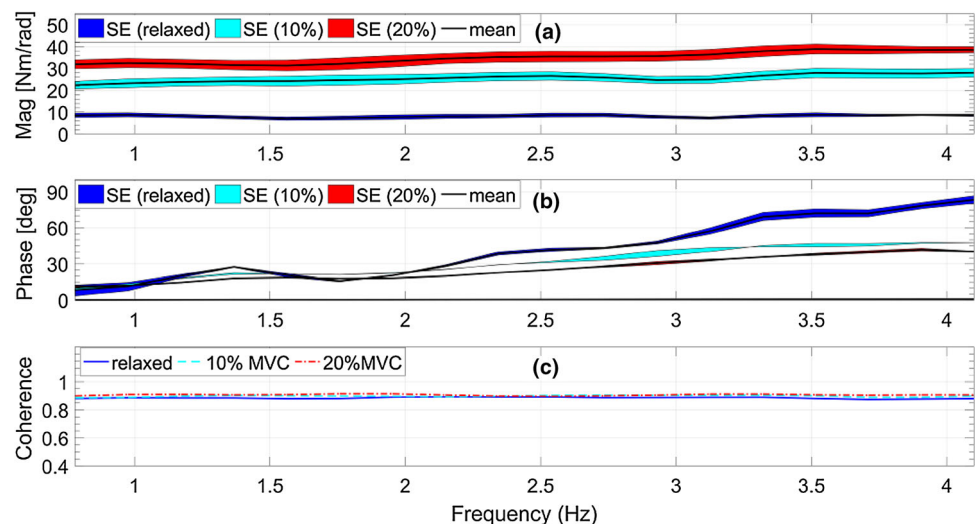 SE (relaxed) SE (10%) SE (20%) mean
(a)
Mag [Nm/rad]
50
40
30
20
10
0
1 1.5 2 2.5 3 3.5 4
SE (relaxed) SE (10%) SE (20%) mean
(b)
Phase [deg]
90
60
30
0
1 1.5 2 2.5 3 3.5 4
relaxed 10% MVC 20%MVC
(c)
Coherence
1
0.8
0.6
0.4
1 1.5 2 2.5 3 3.5 4
Frequency (Hz)